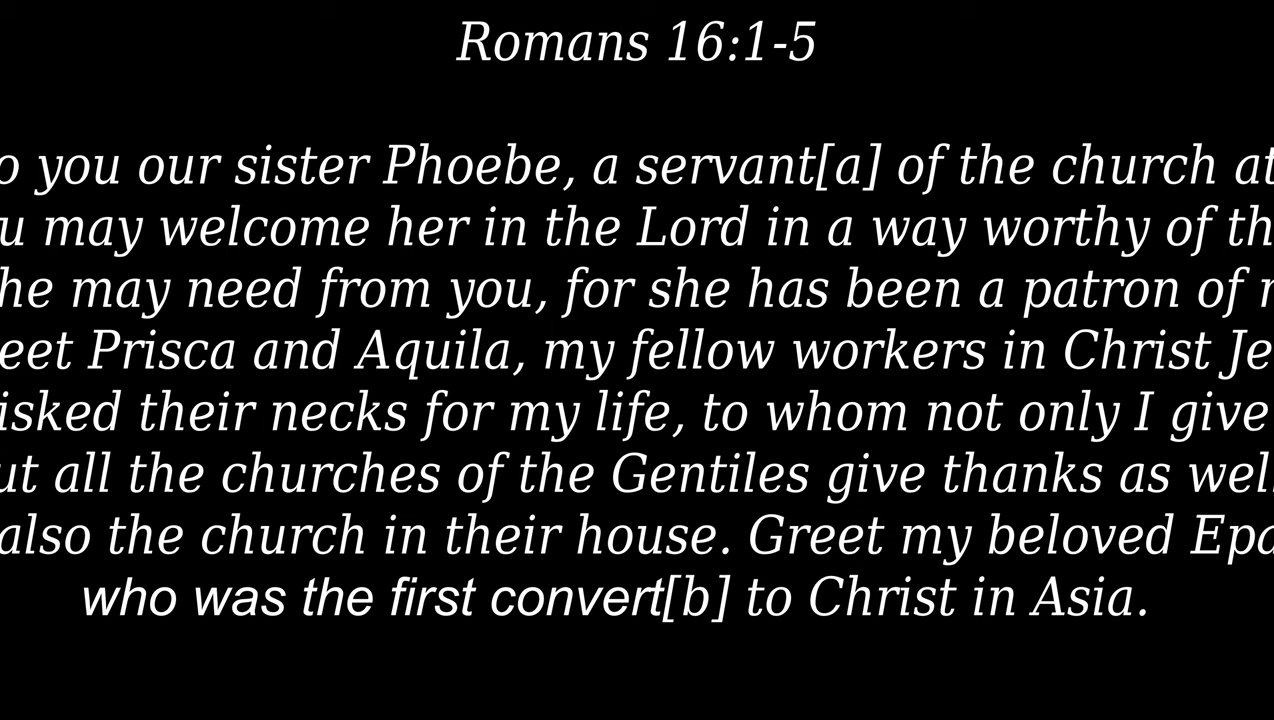 Romans 16:1-5
o you our sister Phoebe, a servant[a] of the church at
u may welcome her in the Lord in a way worthy of th
he may need from you, for she has been a patron of
eet Prisca and Aquila, my fellow workers in Christ Je
isked their necks for my life, to whom not only I give
ut all the churches of the Gentiles give thanks as well
also the church in their house. Greet my beloved Epa
who was the first convert[b] to Christ in Asia.